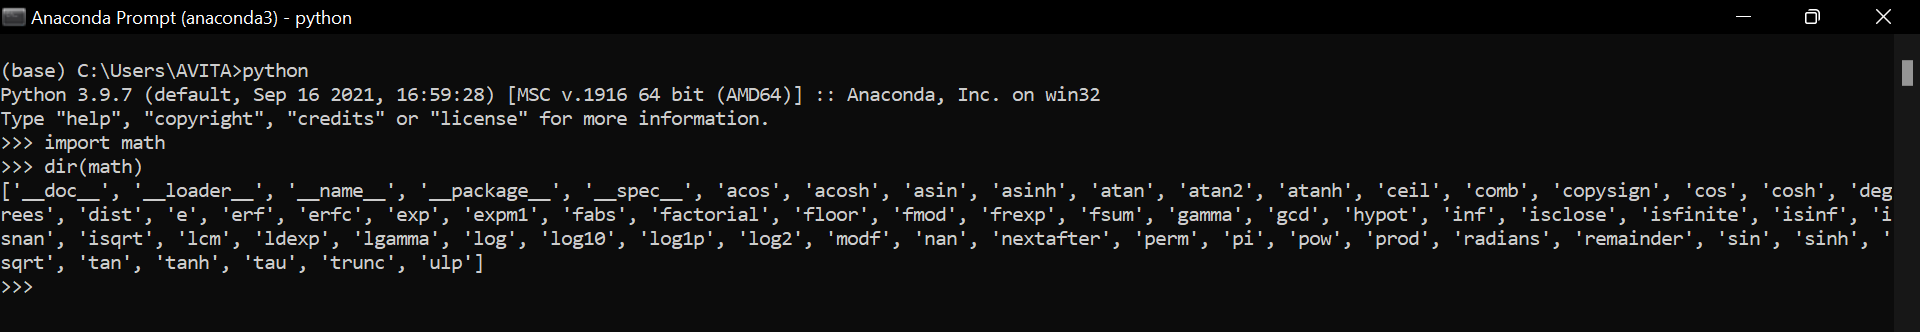 Anaconda Prompt (anaconda3) - python
(base) C:\Users\AVITA>python
Python 3.9.7 (default, Sep 16 2021, 16:59:28) [MSC v.1916 64 bit (AMD64)] :: Anaconda, Inc. on win32
Type "help", "copyright", "credits" or "license" for more information.
>>> import math
>>> dir(math)
['__doc__', '__loader__', '__name__', '__package__', '__spec__', 'acos', 'acosh', 'asin', 'asinh', 'atan', 'atan2', 'atanh', 'ceil', 'comb', 'copysign', 'cos', 'cosh', 'deg
rees', 'dist', 'e', 'erf', 'erfc', 'exp', 'expm1', 'fabs', 'factorial', 'floor', 'fmod', 'frexp', 'fsum', 'gamma', 'gcd', 'hypot', 'inf', 'isclose', 'isfinite', 'isinf', 'i
snan', 'isqrt', 'lcm', 'ldexp', 'lgamma', 'log', 'log10', 'log1p', 'log2', 'modf', 'nan', 'nextafter', 'perm', 'pi', 'pow', 'prod', 'radians', 'remainder', 'sin', 'sinh', '
sqrt', 'tan', 'tanh', 'tau', 'trunc', 'ulp']
>>>